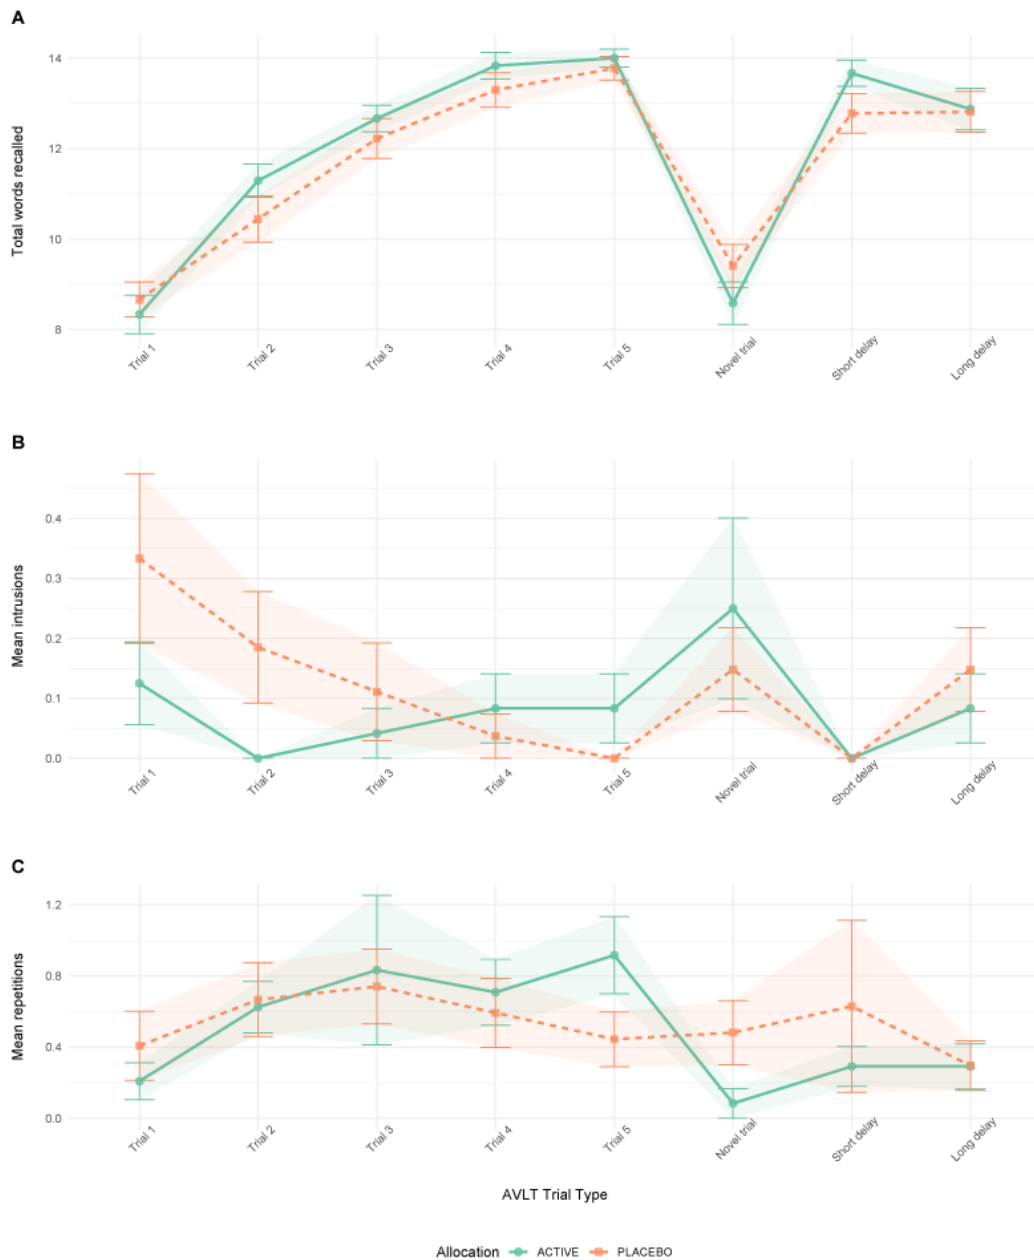 A
14
12
10
8
Total words recalled
Trial 1 Trial 2 Trial 3 Trial 4 Trial 5 Novel trial Short delay Long delay
B
0.4
0.3
0.2
0.1
0.0
Mean intrusions
Trial 1 Trial 2 Trial 3 Trial 4 Trial 5 Novel trial Short delay Long delay
C
1.2
0.8
0.4
0.0
Mean repetitions
Trial 1 Trial 2 Trial 3 Trial 4 Trial 5 Novel trial Short delay Long delay
AVLT Trial Type
Allocation ACTIVE PLACEBO